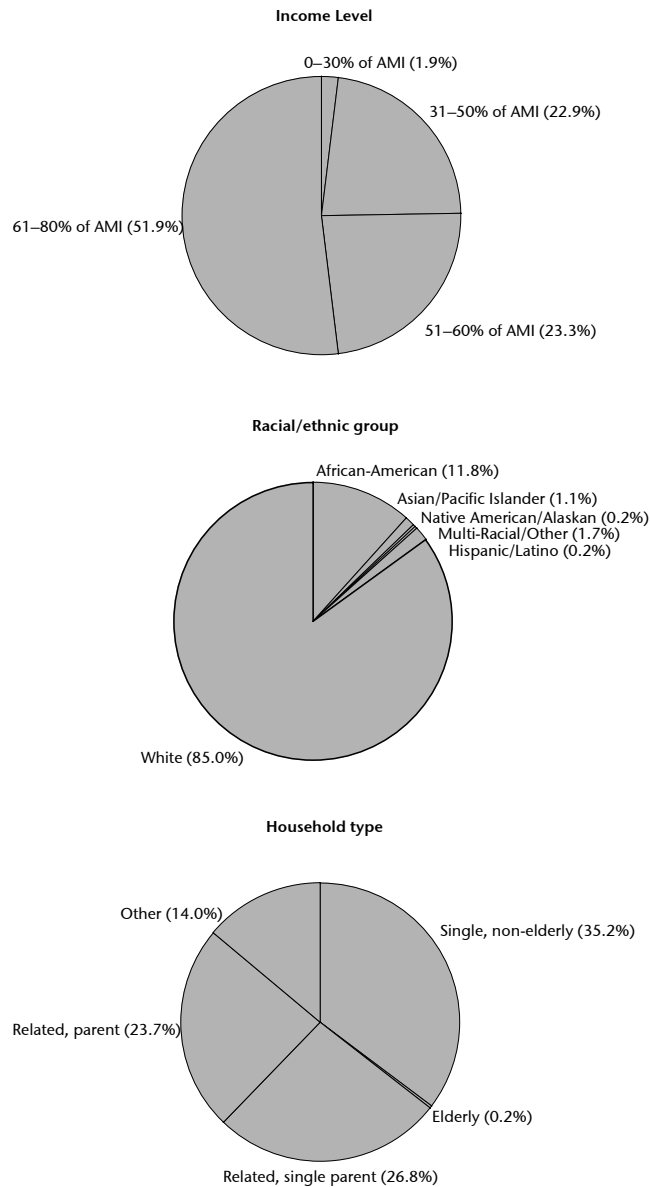 Income Level
0–30% of AMI (1.9%)
31–50% of AMI (22.9%)
61–80% of AMI (51.9%)
51–60% of AMI (23.3%)
Racial/ethnic group
African-American (11.8%)
Asian/Pacific Islander (1.1%)
Native American/Alaskan (0.2%)
Multi-Racial/Other (1.7%)
Hispanic/Latino (0.2%)
White (85.0%)
Household type
Other (14.0%)
Single, non-elderly (35.2%)
Related, parent (23.7%)
Elderly (0.2%)
Related, single parent (26.8%)